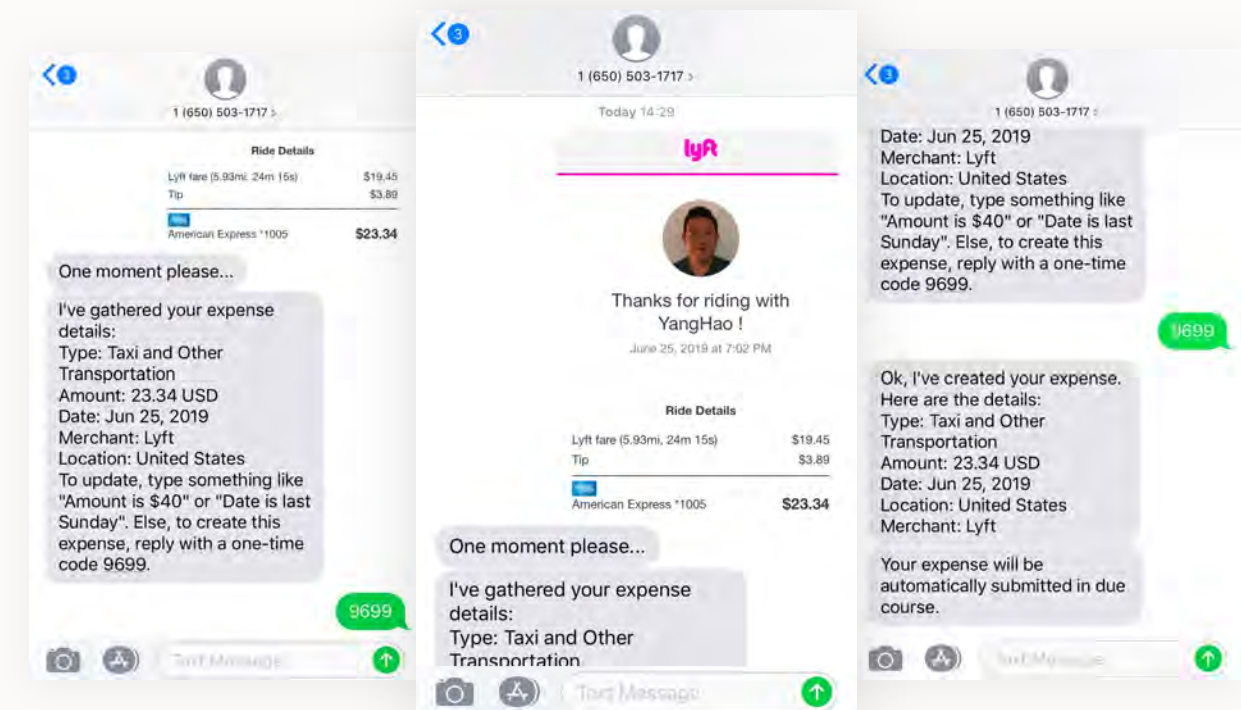 3
1 (650) 503-1717 >
Ride Details
Lyft fare (5.93mi, 24m 15s) $19.45
Tip $3.89
American Express *1005 $23.34
One moment please...
I've gathered your expense
details:
Type: Taxi and Other
Transportation
Amount: 23.34 USD
Date: Jun 25, 2019
Merchant: Lyft
Location: United States
To update, type something like
"Amount is $40" or "Date is last
Sunday". Else, to create this
expense, reply with a one-time
code 9699.
9699
Text Message
3
1 (650) 503-1717 >
Today 14:29
lyft
Thanks for riding with
YangHao !
June 25, 2019 at 7:02 PM
Ride Details
Lyft fare (5.93mi, 24m 15s) $19.45
Tip $3.89
American Express *1005 $23.34
One moment please...
I've gathered your expense
details:
Type: Taxi and Other
Transportation
Text Message
3
1 (650) 503-1717 >
Date: Jun 25, 2019
Merchant: Lyft
Location: United States
To update, type something like
"Amount is $40" or "Date is last
Sunday". Else, to create this
expense, reply with a one-time
code 9699.
9699
Ok, I've created your expense.
Here are the details:
Type: Taxi and Other
Transportation
Amount: 23.34 USD
Date: Jun 25, 2019
Location: United States
Merchant: Lyft
Your expense will be
automatically submitted in due
course.
Text Message